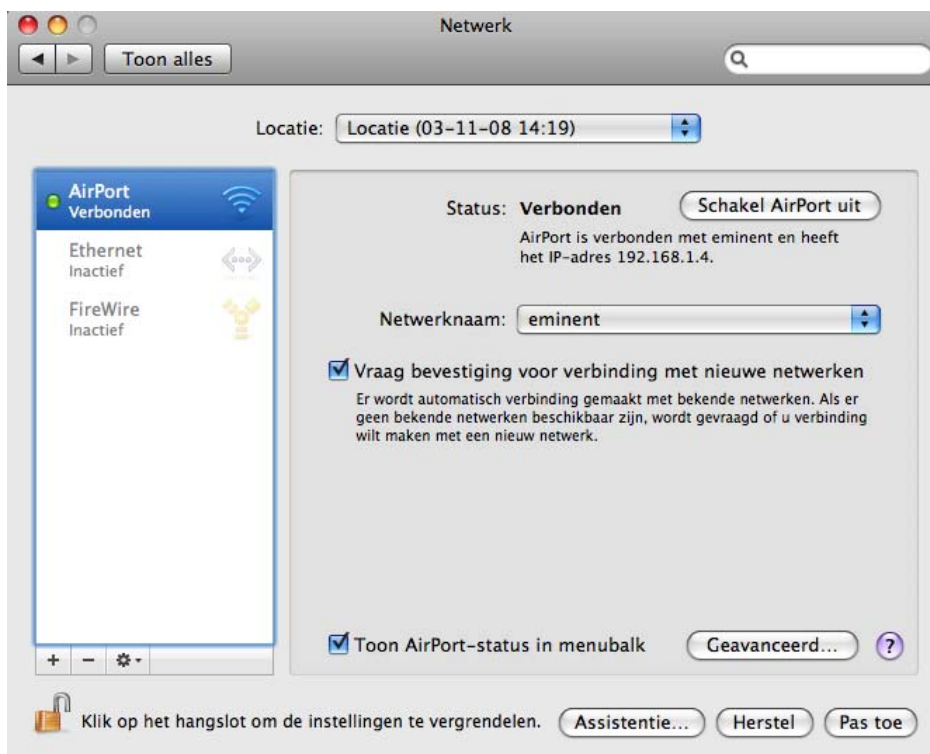 Netwerk
Toon alles
Locatie: Locatie (03-11-08 14:19)
AirPort
Verbonden
Ethernet
Inactief
FireWire
Inactief
Status: Verbonden
Schakel AirPort uit
AirPort is verbonden met eminent en heeft
het IP-adres 192.168.1.4.
Netwerknaam: eminent
Vraag bevestiging voor verbinding met nieuwe netwerken
Er wordt automatisch verbinding gemaakt met bekende netwerken. Als er
geen bekende netwerken beschikbaar zijn, wordt gevraagd of u verbinding
wilt maken met een nieuw netwerk.
Toon AirPort-status in menubalk
Geavanceerd...
?
Klik op het hangslot om de instellingen te vergrendelen.
Assistentie...
Herstel
Pas toe